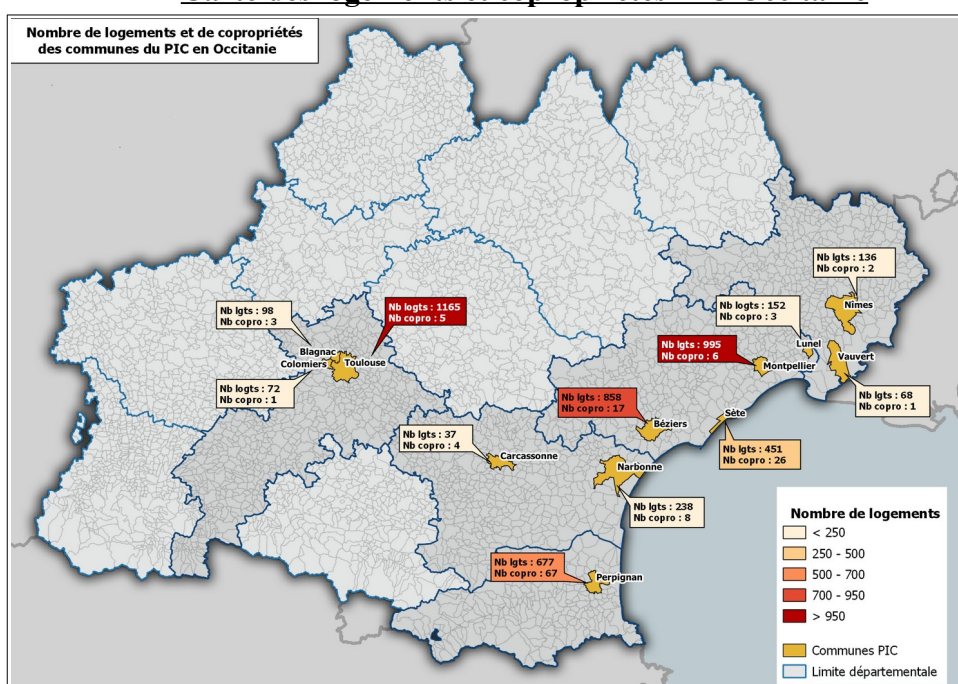 Nombre de logements et de copropriétés
des communes du PIC en Occitanie
Nb lgts : 136
Nb copro : 2
Nîmes
Nb lgts : 98
Nb copro : 3
Nb lgts : 1165
Nb copro : 5
Nb logts : 152
Nb copro : 3
Blagnac
Colomiers
Toulouse
Lunel
Nb lgts : 995
Nb copro : 6
Montpellier
Vauvert
Nb logts : 72
Nb copro : 1
Nb lgts : 858
Nb copro : 17
Nb lgts : 68
Nb copro : 1
Béziers
Sète
Nb lgts : 37
Nb copro : 4
Carcassonne
Nb lgts : 451
Nb copro : 26
Narbonne
Nb lgts : 238
Nb copro : 8
Nb lgts : 677
Nb copro : 67
Perpignan
Nombre de logements
< 250
250 - 500
500 - 700
700 - 950
> 950
Communes PIC
Limite départementale